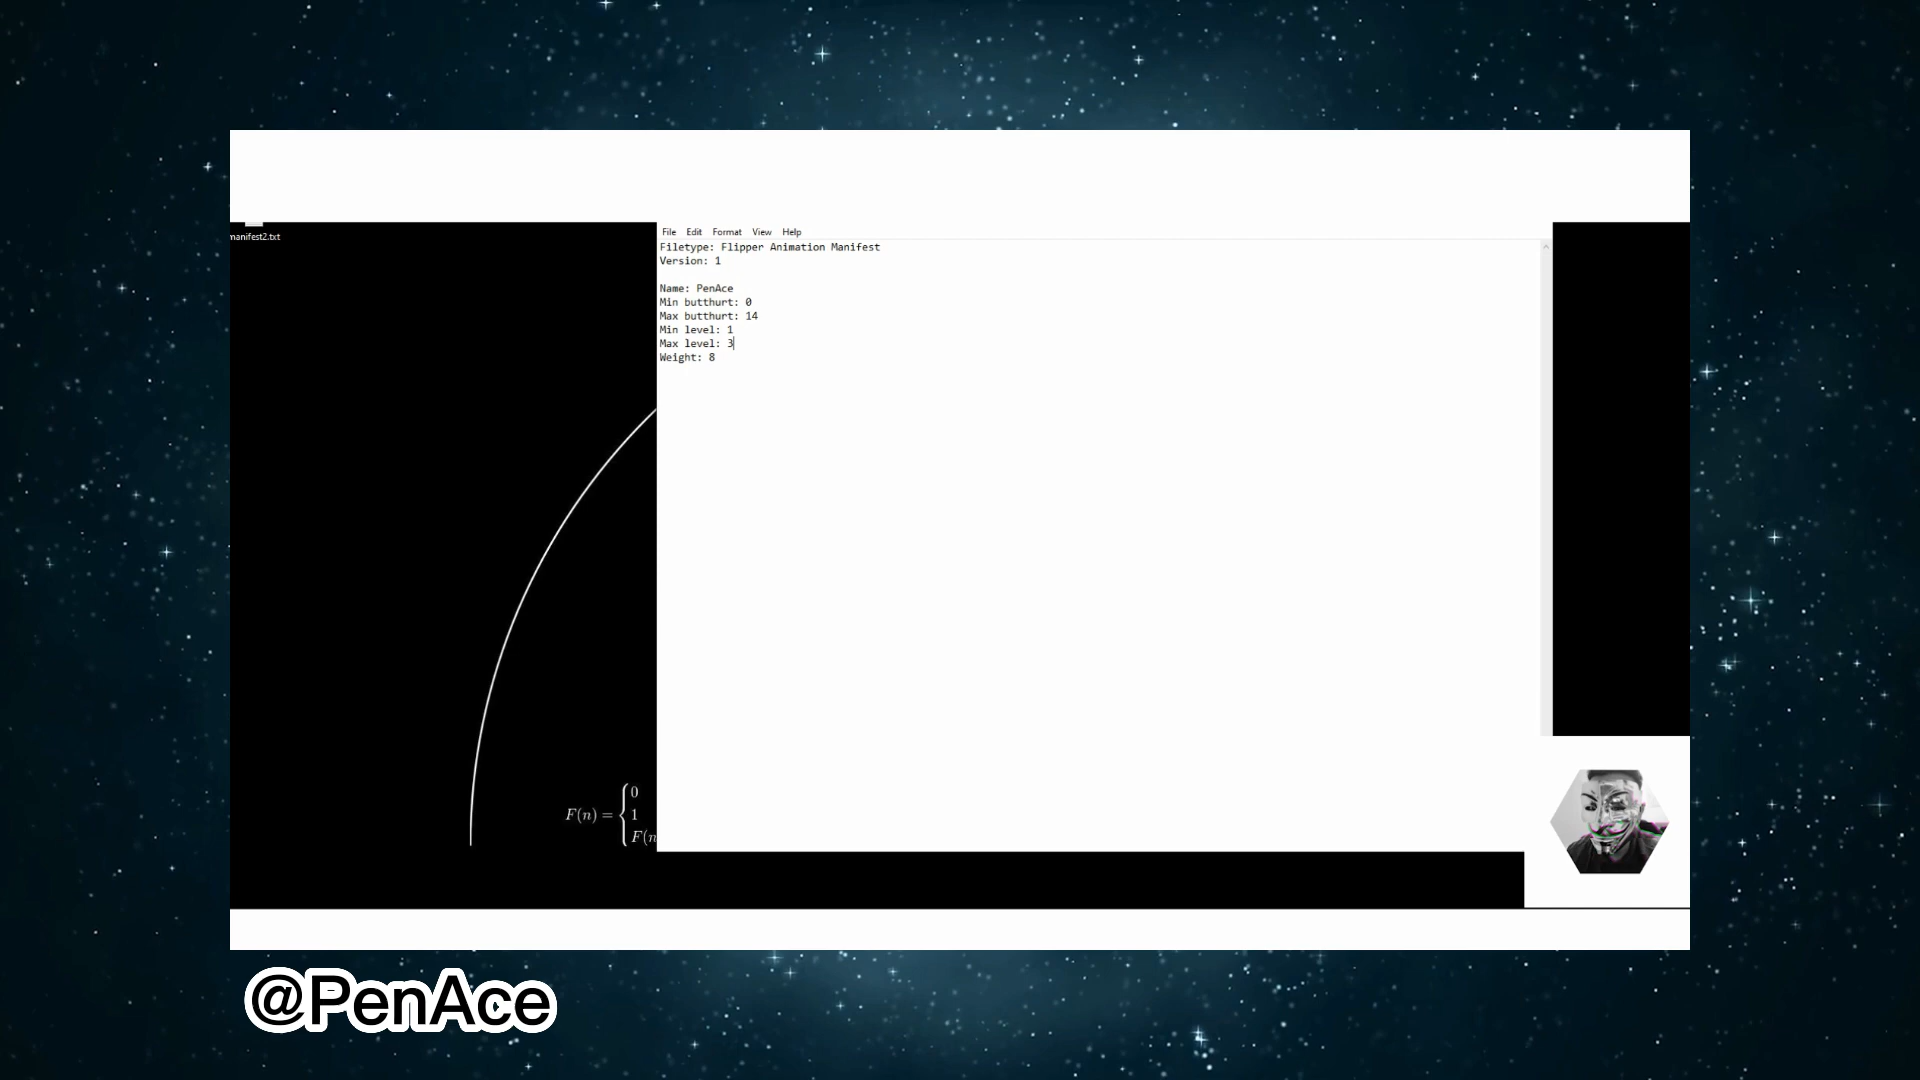 manifest2.txt
File Edit Format View Help
Filetype: Flipper Animation Manifest
Version: 1
Name: PenAce
Min butthurt: 0
Max butthurt: 14
Min level: 1
Max level: 3
Weight: 8
0
F(n) = { 1
F(n
@PenAce